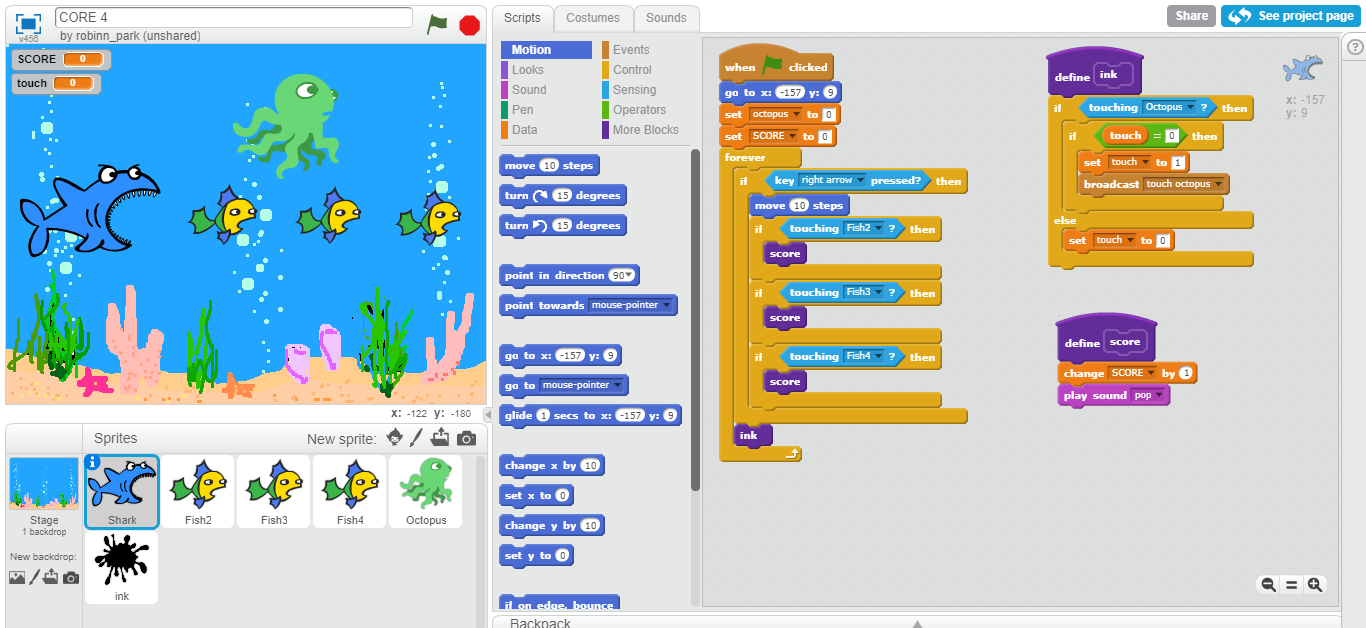 v456
CORE 4
by robinn_park (unshared)
SCORE 0
touch 0
x: -122 y: -180
Sprites
New sprite:
Stage
1 backdrop
New backdrop:
Shark
Fish2
Fish3
Fish4
Octopus
ink
Scripts
Costumes
Sounds
Share
See project page
?
Motion
Looks
Sound
Pen
Data
Events
Control
Sensing
Operators
More Blocks
move 10 steps
turn 15 degrees
turn 15 degrees
point in direction 90
point towards mouse-pointer
go to x: -157 y: 9
go to mouse-pointer
glide 1 secs to x: -157 y: 9
change x by 10
set x to 0
change y by 10
set y to 0
if on edge, bounce
when clicked
go to x: -157 y: 9
set octopus to 0
set SCORE to 0
forever
if key right arrow pressed? then
move 10 steps
if touching Fish2 ? then
score
if touching Fish3 ? then
score
if touching Fish4 ? then
score
ink
define ink
if touching Octopus ? then
if touch = 0 then
set touch to 1
broadcast touch octopus
else
set touch to 0
define score
change SCORE by 1
play sound pop
x: -157
y: 9
Backpack